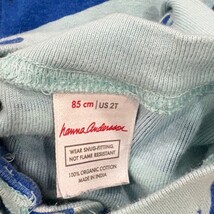 85 cm | US 2T
hanna andersson
WEAR SNUG-FITTING
NOT FLAME RESISTANT
100% ORGANIC COTTON
MADE IN INDIA